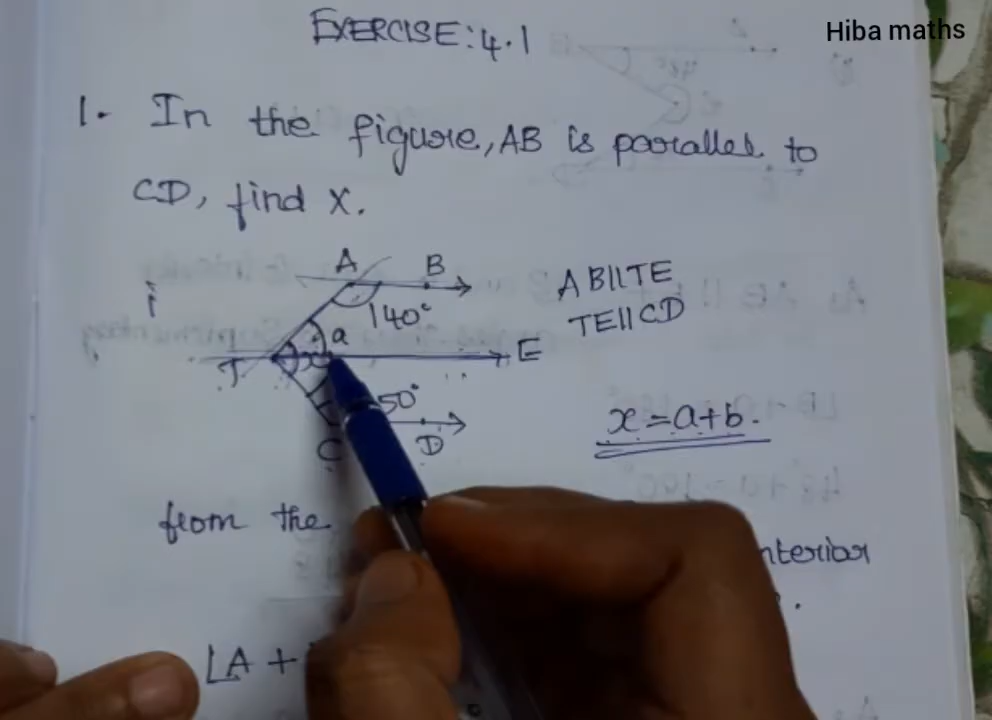 Hiba maths
EXERCISE: 4.1
1. In the figure, AB is parallel to
CD, find x.
i
A B
140°
a
x
T E
50°
C D
AB||TE
TE||CD
x=a+b.
from the
nterior
∠A +